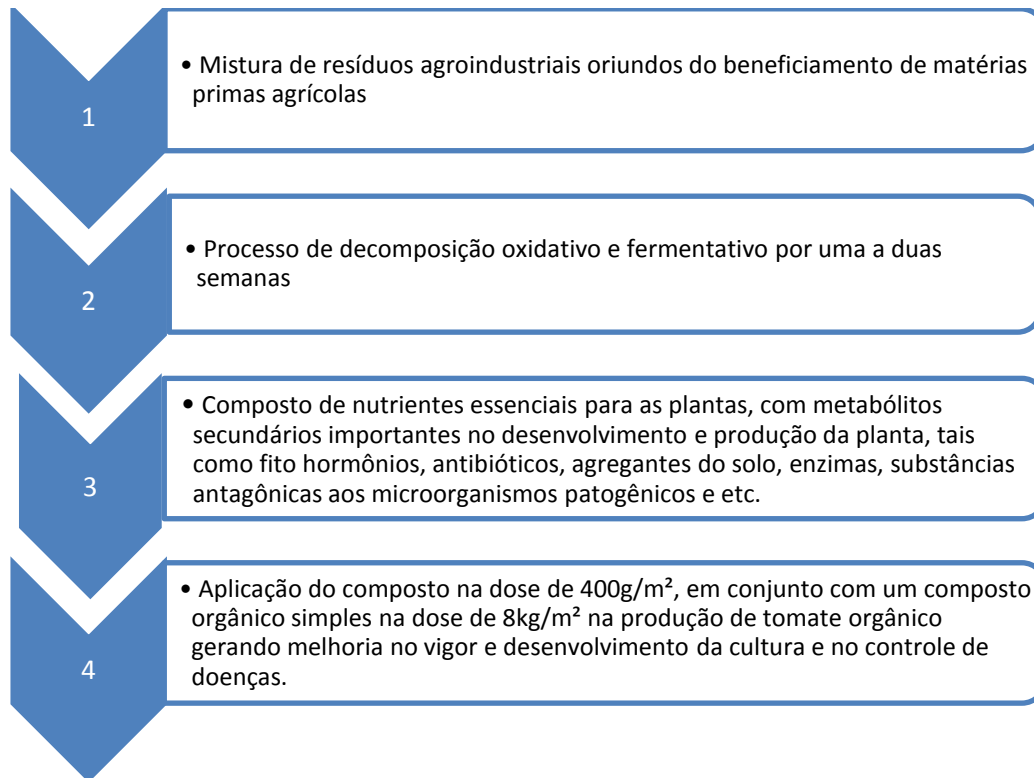 1
• Mistura de resíduos agroindustriais oriundos do beneficiamento de matérias
primas agrícolas
2
• Processo de decomposição oxidativo e fermentativo por uma a duas
semanas
3
• Composto de nutrientes essenciais para as plantas, com metabólitos
secundários importantes no desenvolvimento e produção da planta, tais
como fito hormônios, antibióticos, agregantes do solo, enzimas, substâncias
antagônicas aos microorganismos patogênicos e etc.
4
• Aplicação do composto na dose de 400g/m², em conjunto com um composto
orgânico simples na dose de 8kg/m² na produção de tomate orgânico
gerando melhoria no vigor e desenvolvimento da cultura e no controle de
doenças.